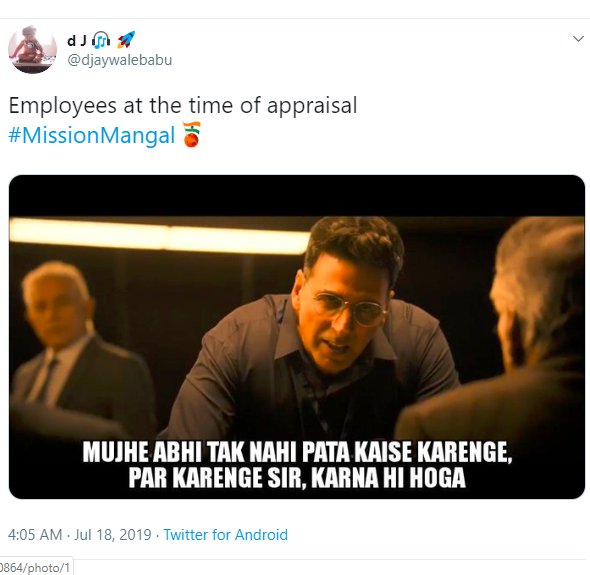 d J
@djaywalebabu
Employees at the time of appraisal
#MissionMangal
MUJHE ABHI TAK NAHI PATA KAISE KARENGE,
PAR KARENGE SIR, KARNA HI HOGA
4:05 AM · Jul 18, 2019 · Twitter for Android
0864/photo/1